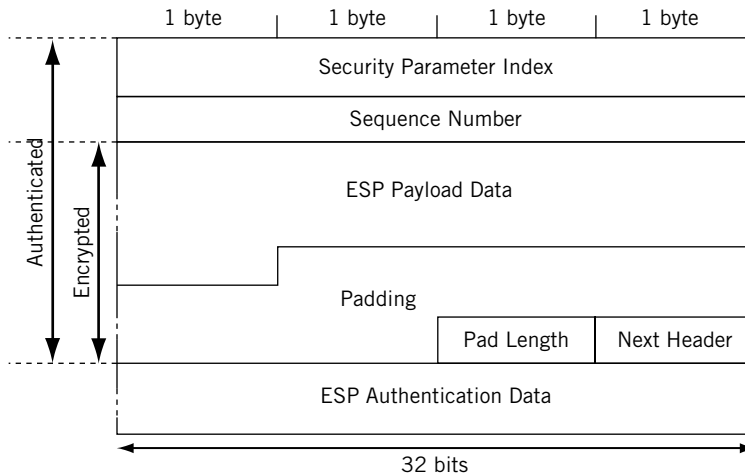 1 byte 1 byte 1 byte 1 byte
Security Parameter Index
Sequence Number
Authenticated
Encrypted
ESP Payload Data
Padding
Pad Length Next Header
ESP Authentication Data
32 bits